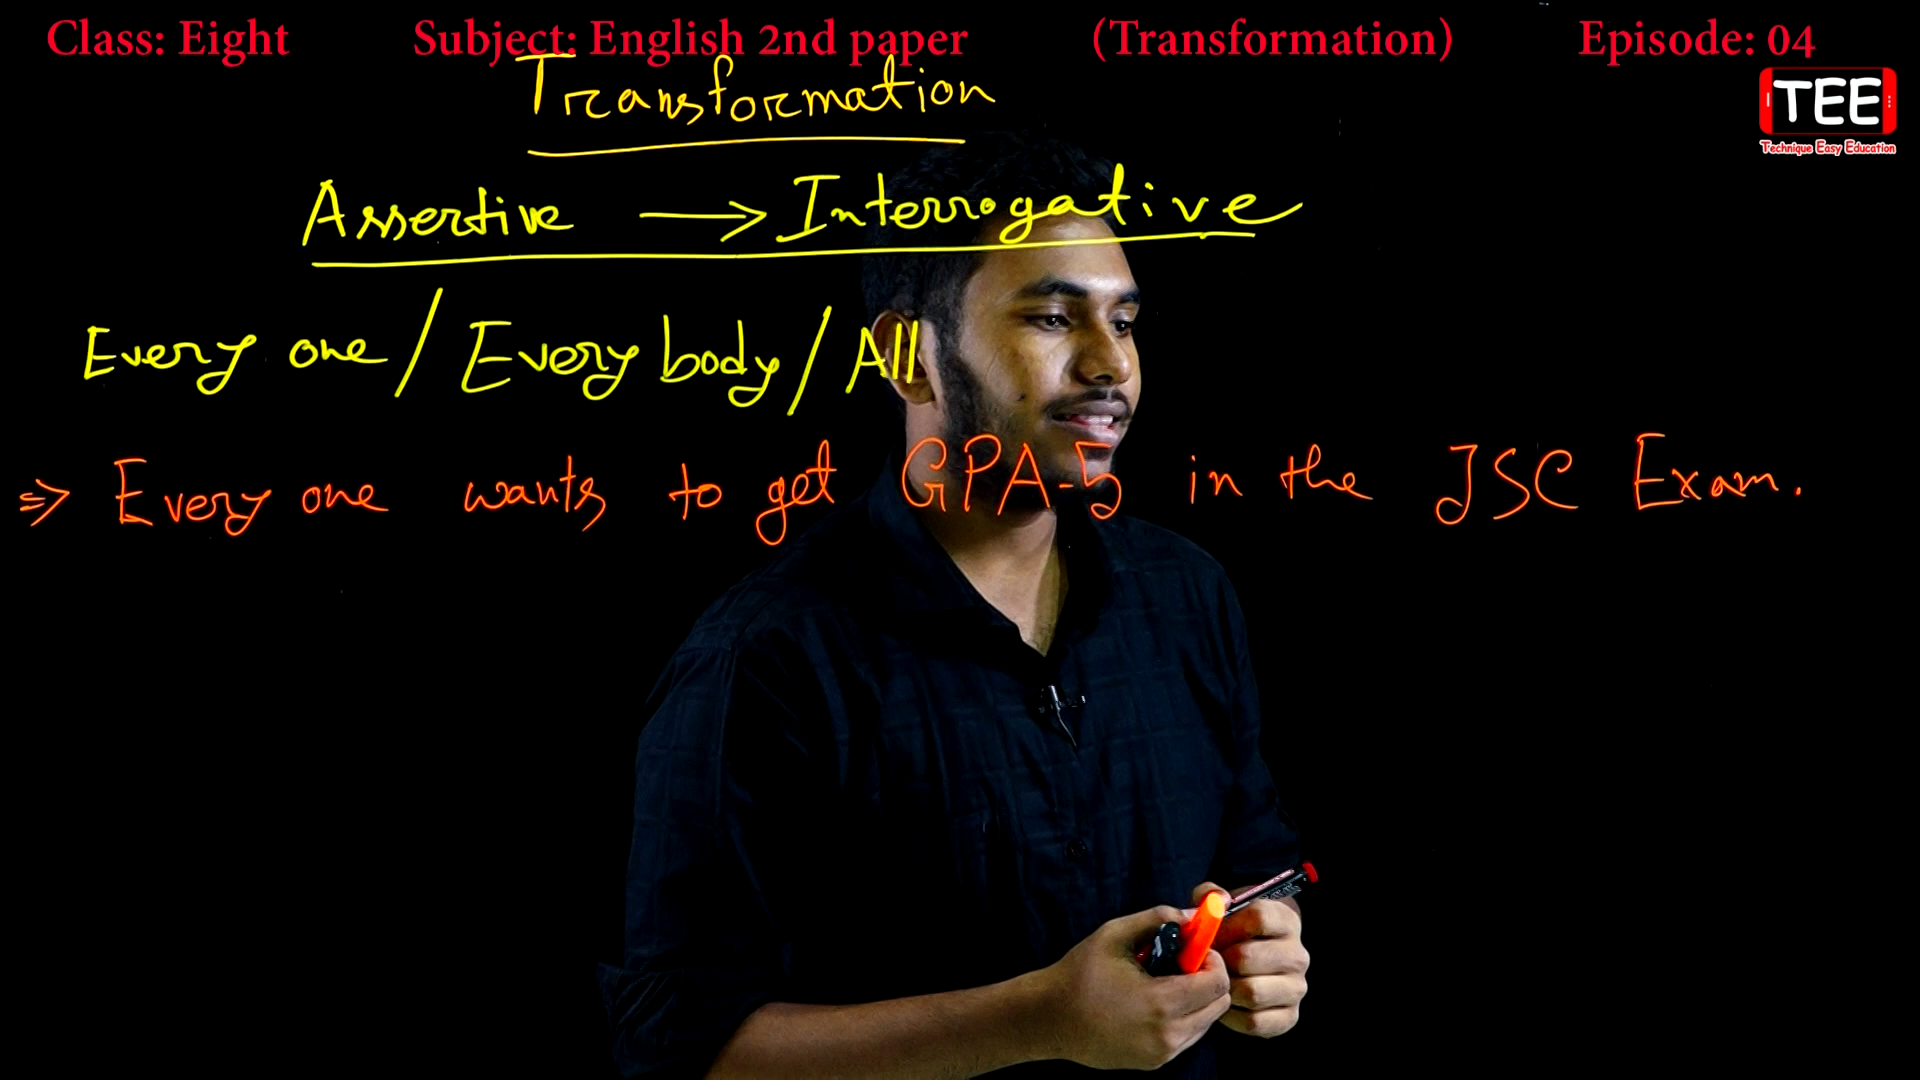 Class: Eight Subject: English 2nd paper (Transformation) Episode: 04
TEE
Technique Easy Education
Transformation
Assertive → Interrogative
Every one / Every body / All
⇒ Every one wants to get GPA-5 in the JSC Exam.